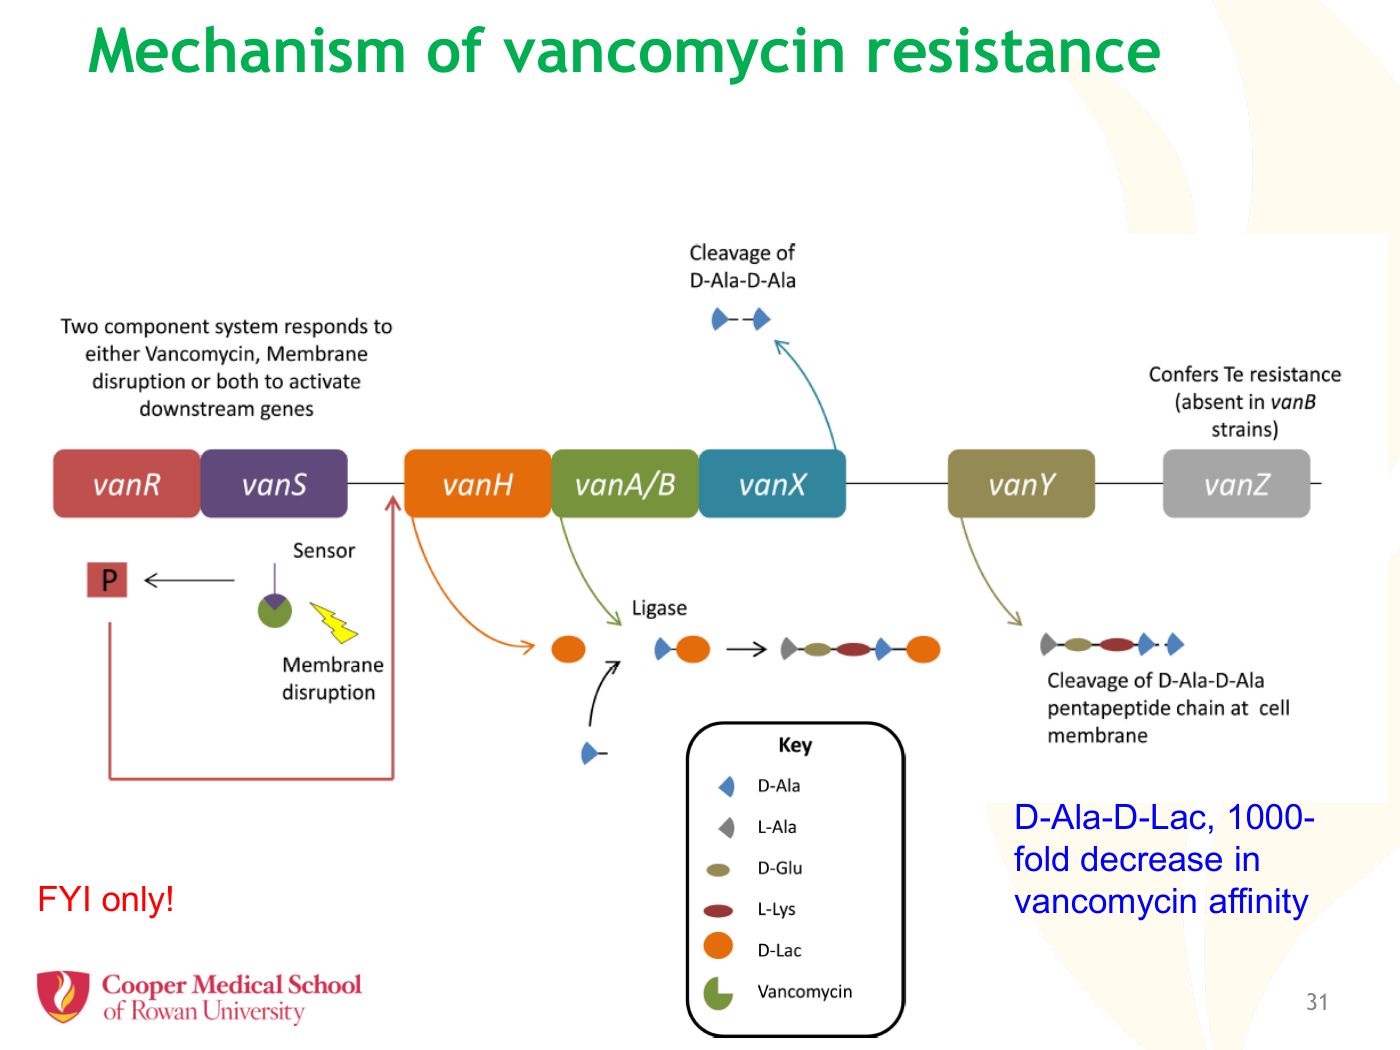 Mechanism of vancomycin resistance
Cleavage of
D-Ala-D-Ala
Two component system responds to
either Vancomycin, Membrane
disruption or both to activate
downstream genes
Confers Te resistance
(absent in vanB
strains)
vanR
vanS
vanH
vanA/B
vanX
vanY
vanZ
Sensor
P
Membrane
disruption
Ligase
Cleavage of D-Ala-D-Ala
pentapeptide chain at cell
membrane
Key
D-Ala
L-Ala
D-Glu
L-Lys
D-Lac
Vancomycin
D-Ala-D-Lac, 1000-
fold decrease in
vancomycin affinity
FYI only!
Cooper Medical School
of Rowan University
31